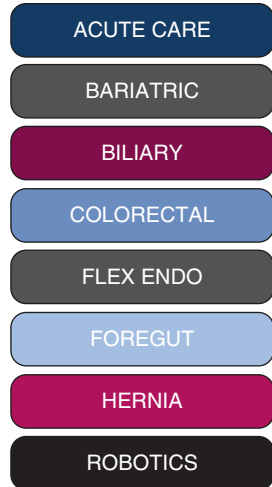 ACUTE CARE
BARIATRIC
BILIARY
COLORECTAL
FLEX ENDO
FOREGUT
HERNIA
ROBOTICS